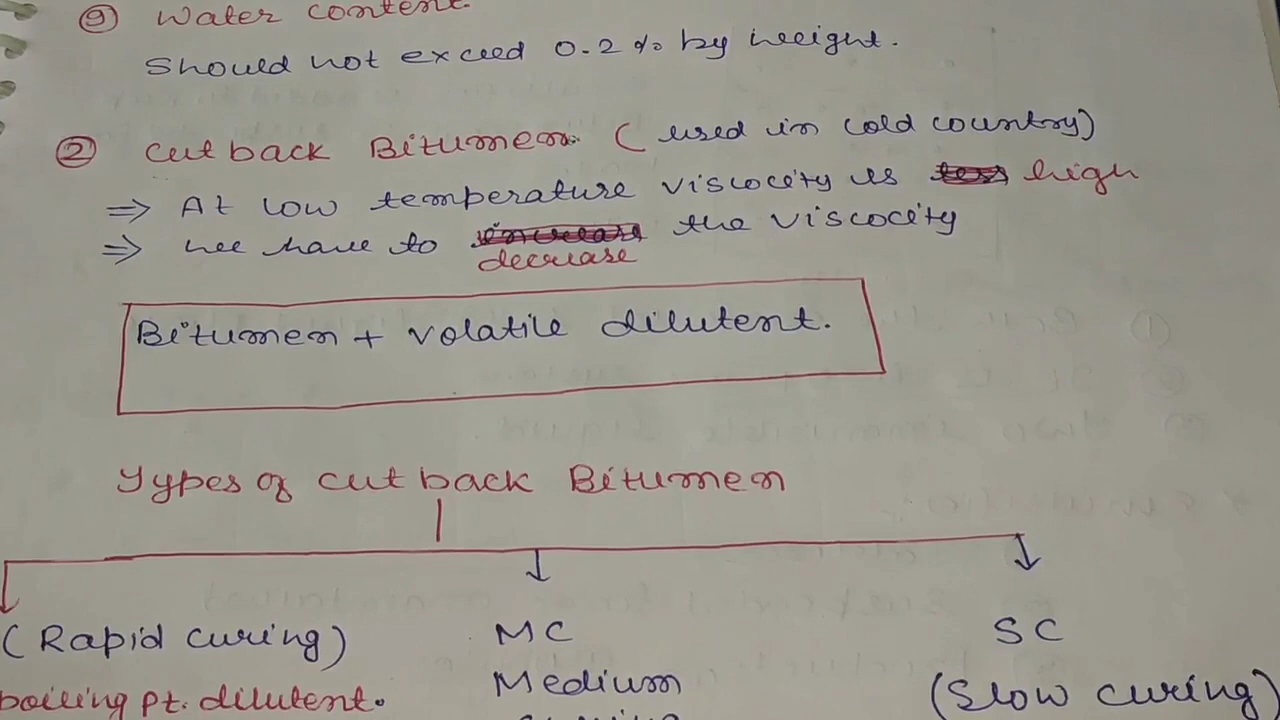 ⑨ Water content.
Should not exceed 0.2% by weight.
② Cut back Bitumen. (used in cold country)
⇒ At low temperature viscocity is less high
⇒ we have to increase the viscocity
decrease
Bitumen + volatile dilutent.
Types of cut back Bitumen
(Rapid curing) MC SC
boiling pt. dilutent. Medium (Slow curing)